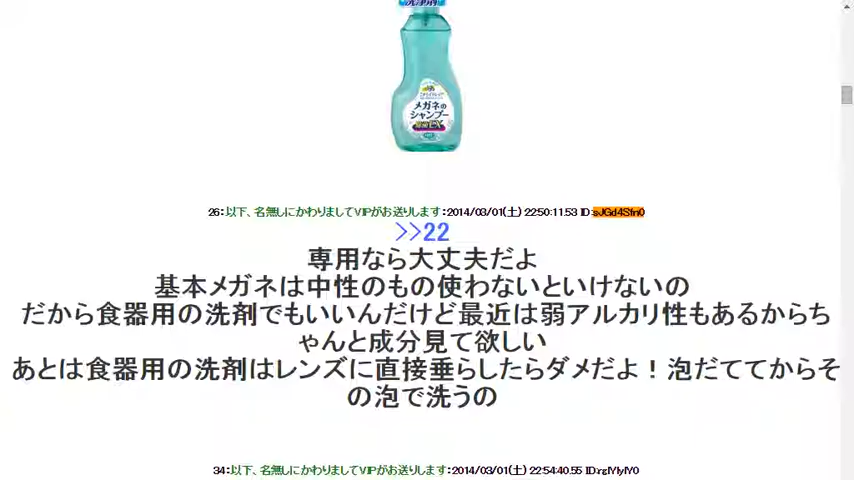 メガネの
シャンプー
除菌EX
26：以下、名無しにかわりましてVIPがお送りします：2014/03/01(土) 22:50:11.53 ID:sJGd4Sfn0
>>22
専用なら大丈夫だよ
基本メガネは中性のもの使わないといけないの
だから食器用の洗剤でもいいんだけど最近は弱アルカリ性もあるからち
ゃんと成分見て欲しい
あとは食器用の洗剤はレンズに直接垂らしたらダメだよ！泡だててからそ
の泡で洗うの
34：以下、名無しにかわりましてVIPがお送りします：2014/03/01(土) 22:54:40.55